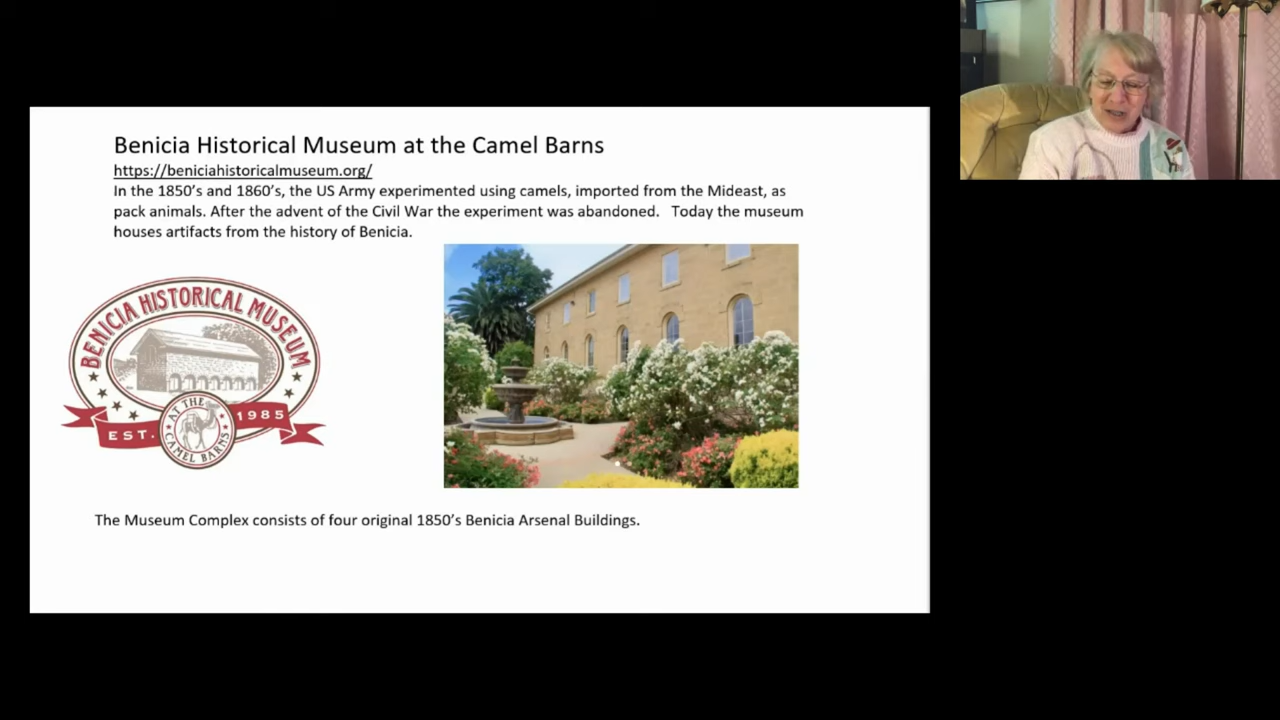 Benicia Historical Museum at the Camel Barns
https://beniciahistoricalmuseum.org/
In the 1850's and 1860's, the US Army experimented using camels, imported from the Mideast, as
pack animals. After the advent of the Civil War the experiment was abandoned.   Today the museum
houses artifacts from the history of Benicia.
BENICIA HISTORICAL MUSEUM
EST. 1985
AT THE
CAMEL BARNS
The Museum Complex consists of four original 1850's Benicia Arsenal Buildings.